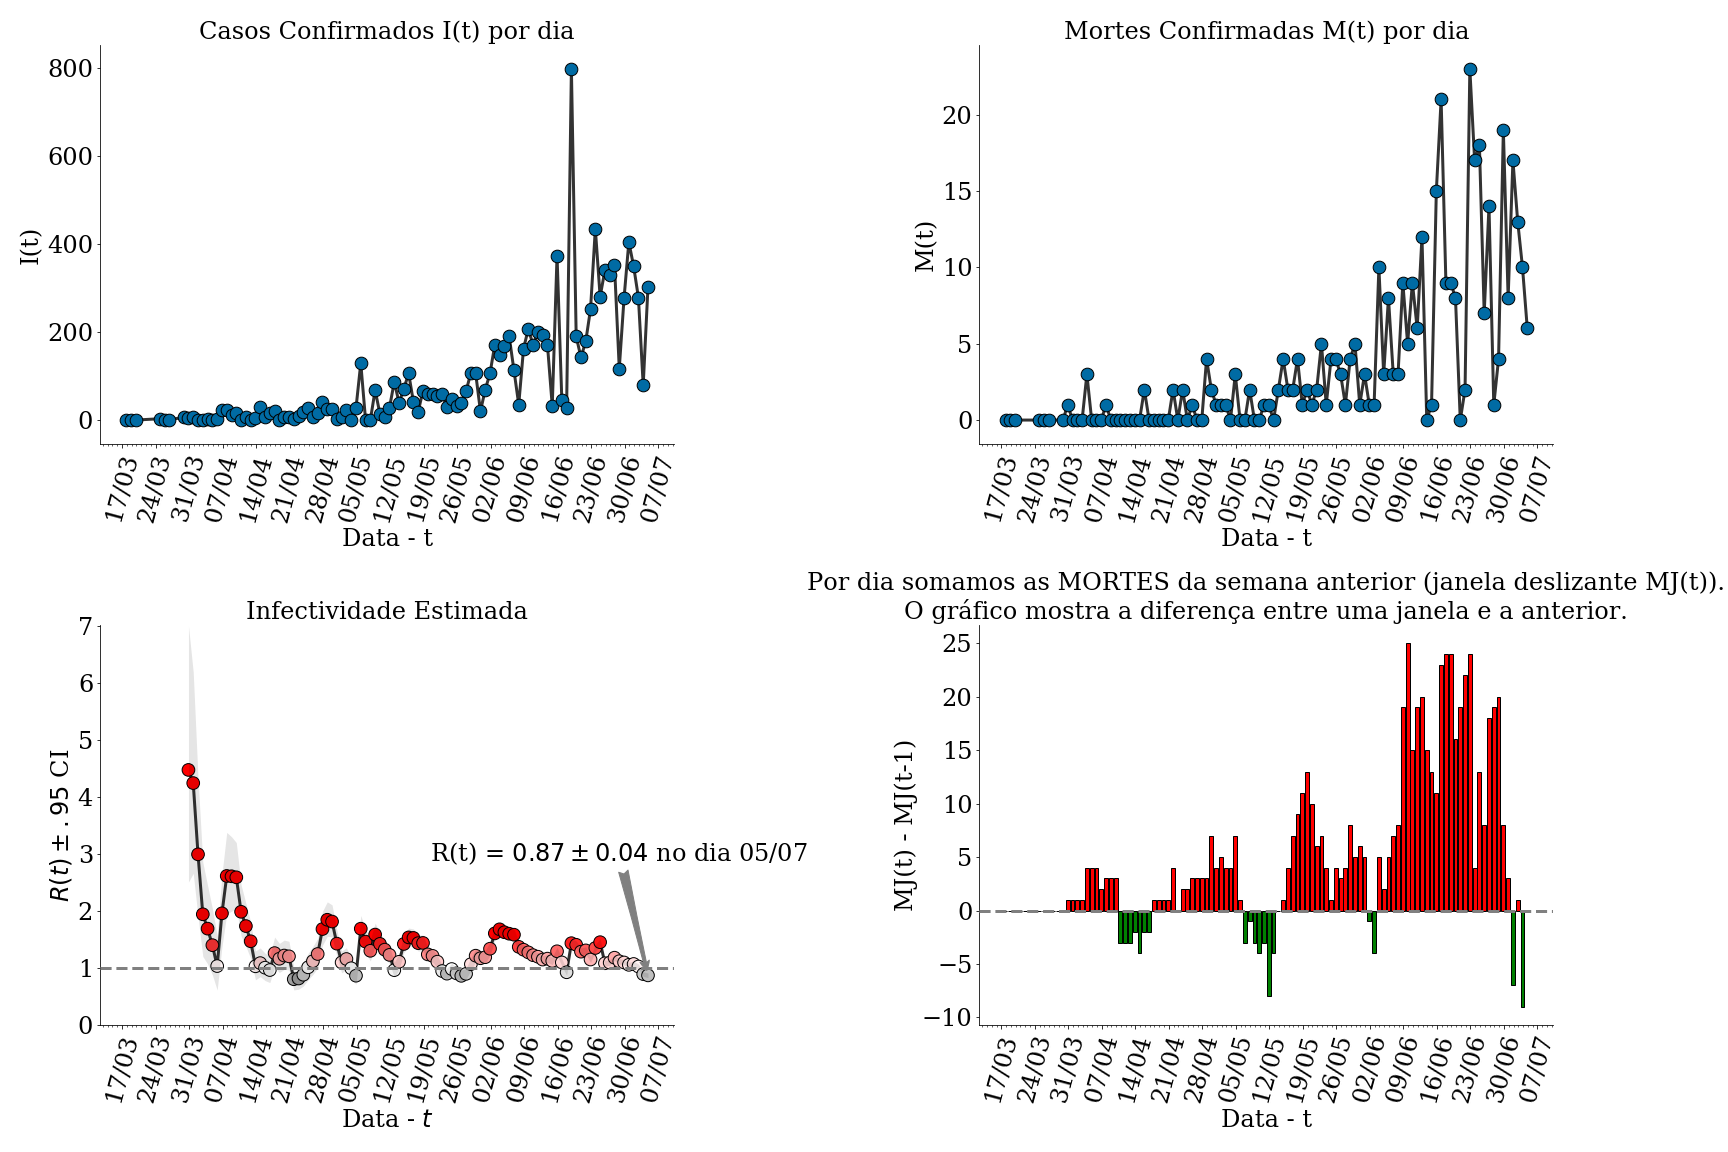 Casos Confirmados I(t) por dia
I(t)
800
600
400
200
0
17/03 24/03 31/03 07/04 14/04 21/04 28/04 05/05 12/05 19/05 26/05 02/06 09/06 16/06 23/06 30/06 07/07
Data - t
Mortes Confirmadas M(t) por dia
M(t)
20
15
10
5
0
17/03 24/03 31/03 07/04 14/04 21/04 28/04 05/05 12/05 19/05 26/05 02/06 09/06 16/06 23/06 30/06 07/07
Data - t
Infectividade Estimada
R(t) ± .95 CI
7
6
5
4
3
2
1
0
R(t) = 0.87 ± 0.04 no dia 05/07
17/03 24/03 31/03 07/04 14/04 21/04 28/04 05/05 12/05 19/05 26/05 02/06 09/06 16/06 23/06 30/06 07/07
Data - t
Por dia somamos as MORTES da semana anterior (janela deslizante MJ(t)).
O gráfico mostra a diferença entre uma janela e a anterior.
MJ(t) - MJ(t-1)
25
20
15
10
5
0
−5
−10
17/03 24/03 31/03 07/04 14/04 21/04 28/04 05/05 12/05 19/05 26/05 02/06 09/06 16/06 23/06 30/06 07/07
Data - t